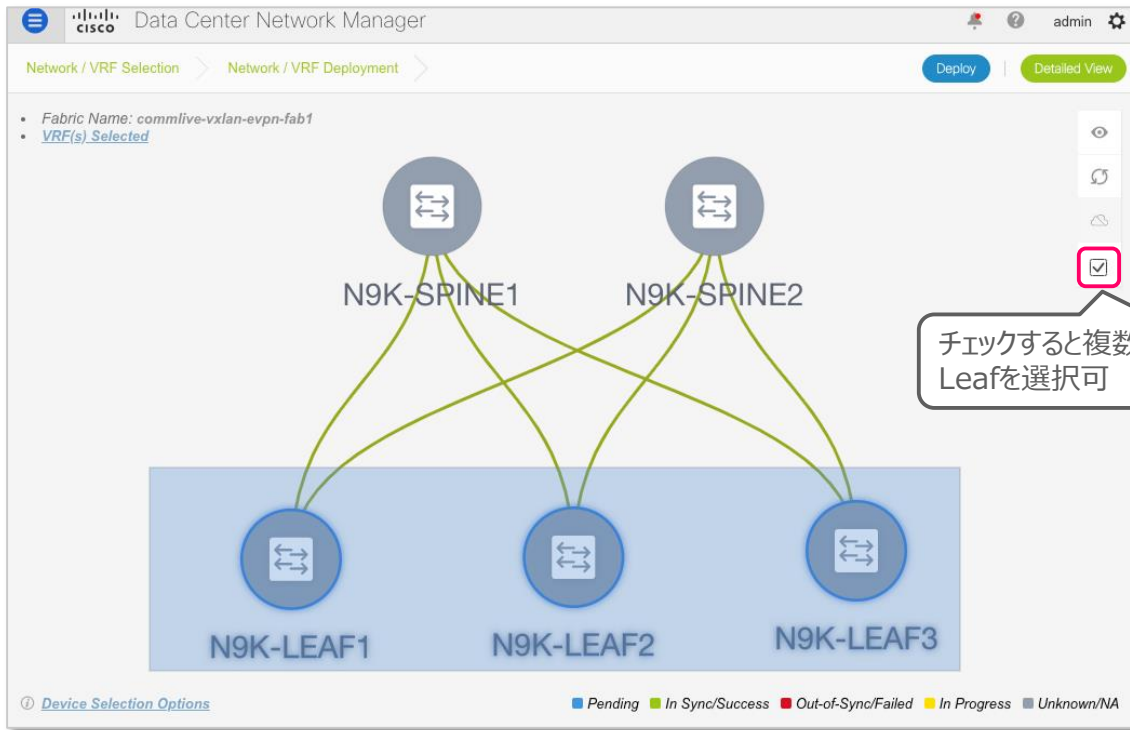 cisco Data Center Network Manager admin
Network / VRF Selection Network / VRF Deployment Deploy Detailed View
• Fabric Name: commlive-vxlan-evpn-fab1
• VRF(s) Selected
N9K-SPINE1 N9K-SPINE2
チェックすると複数
Leafを選択可
N9K-LEAF1 N9K-LEAF2 N9K-LEAF3
Device Selection Options Pending In Sync/Success Out-of-Sync/Failed In Progress Unknown/NA